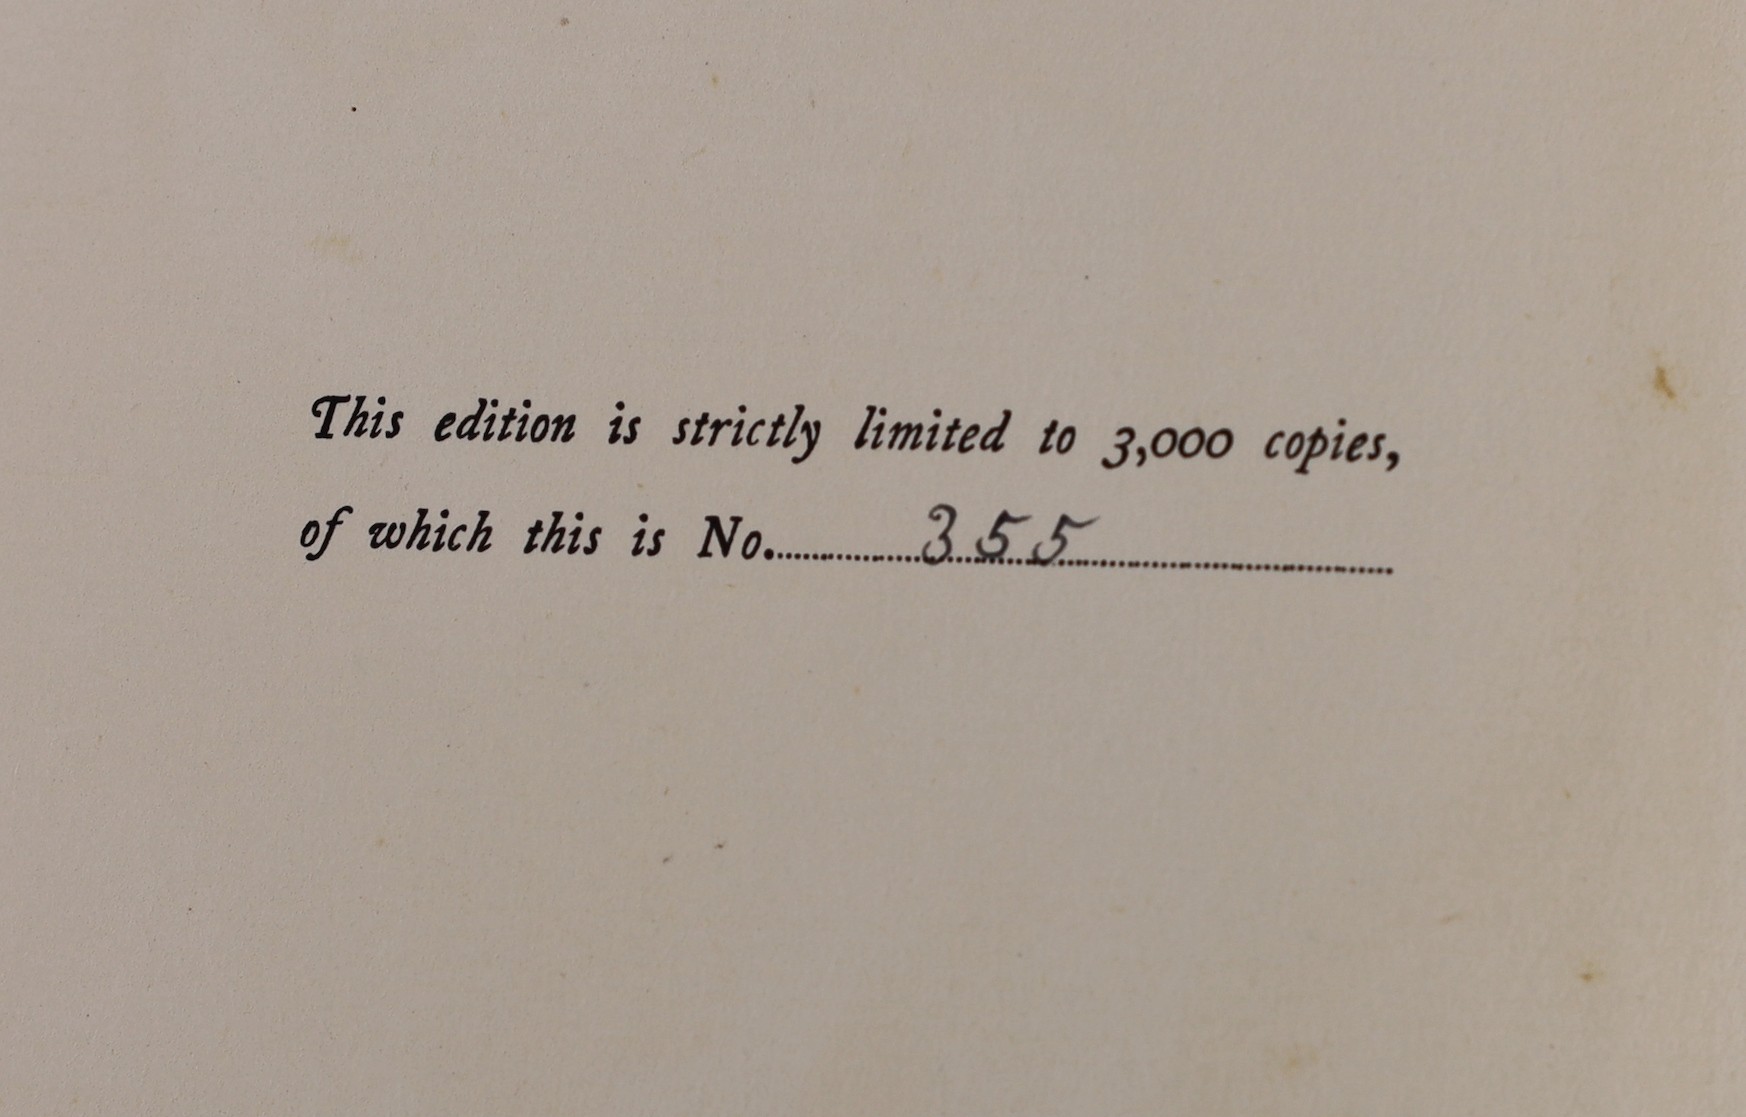 This edition is strictly limited to 3,000 copies,
of which this is No. 355